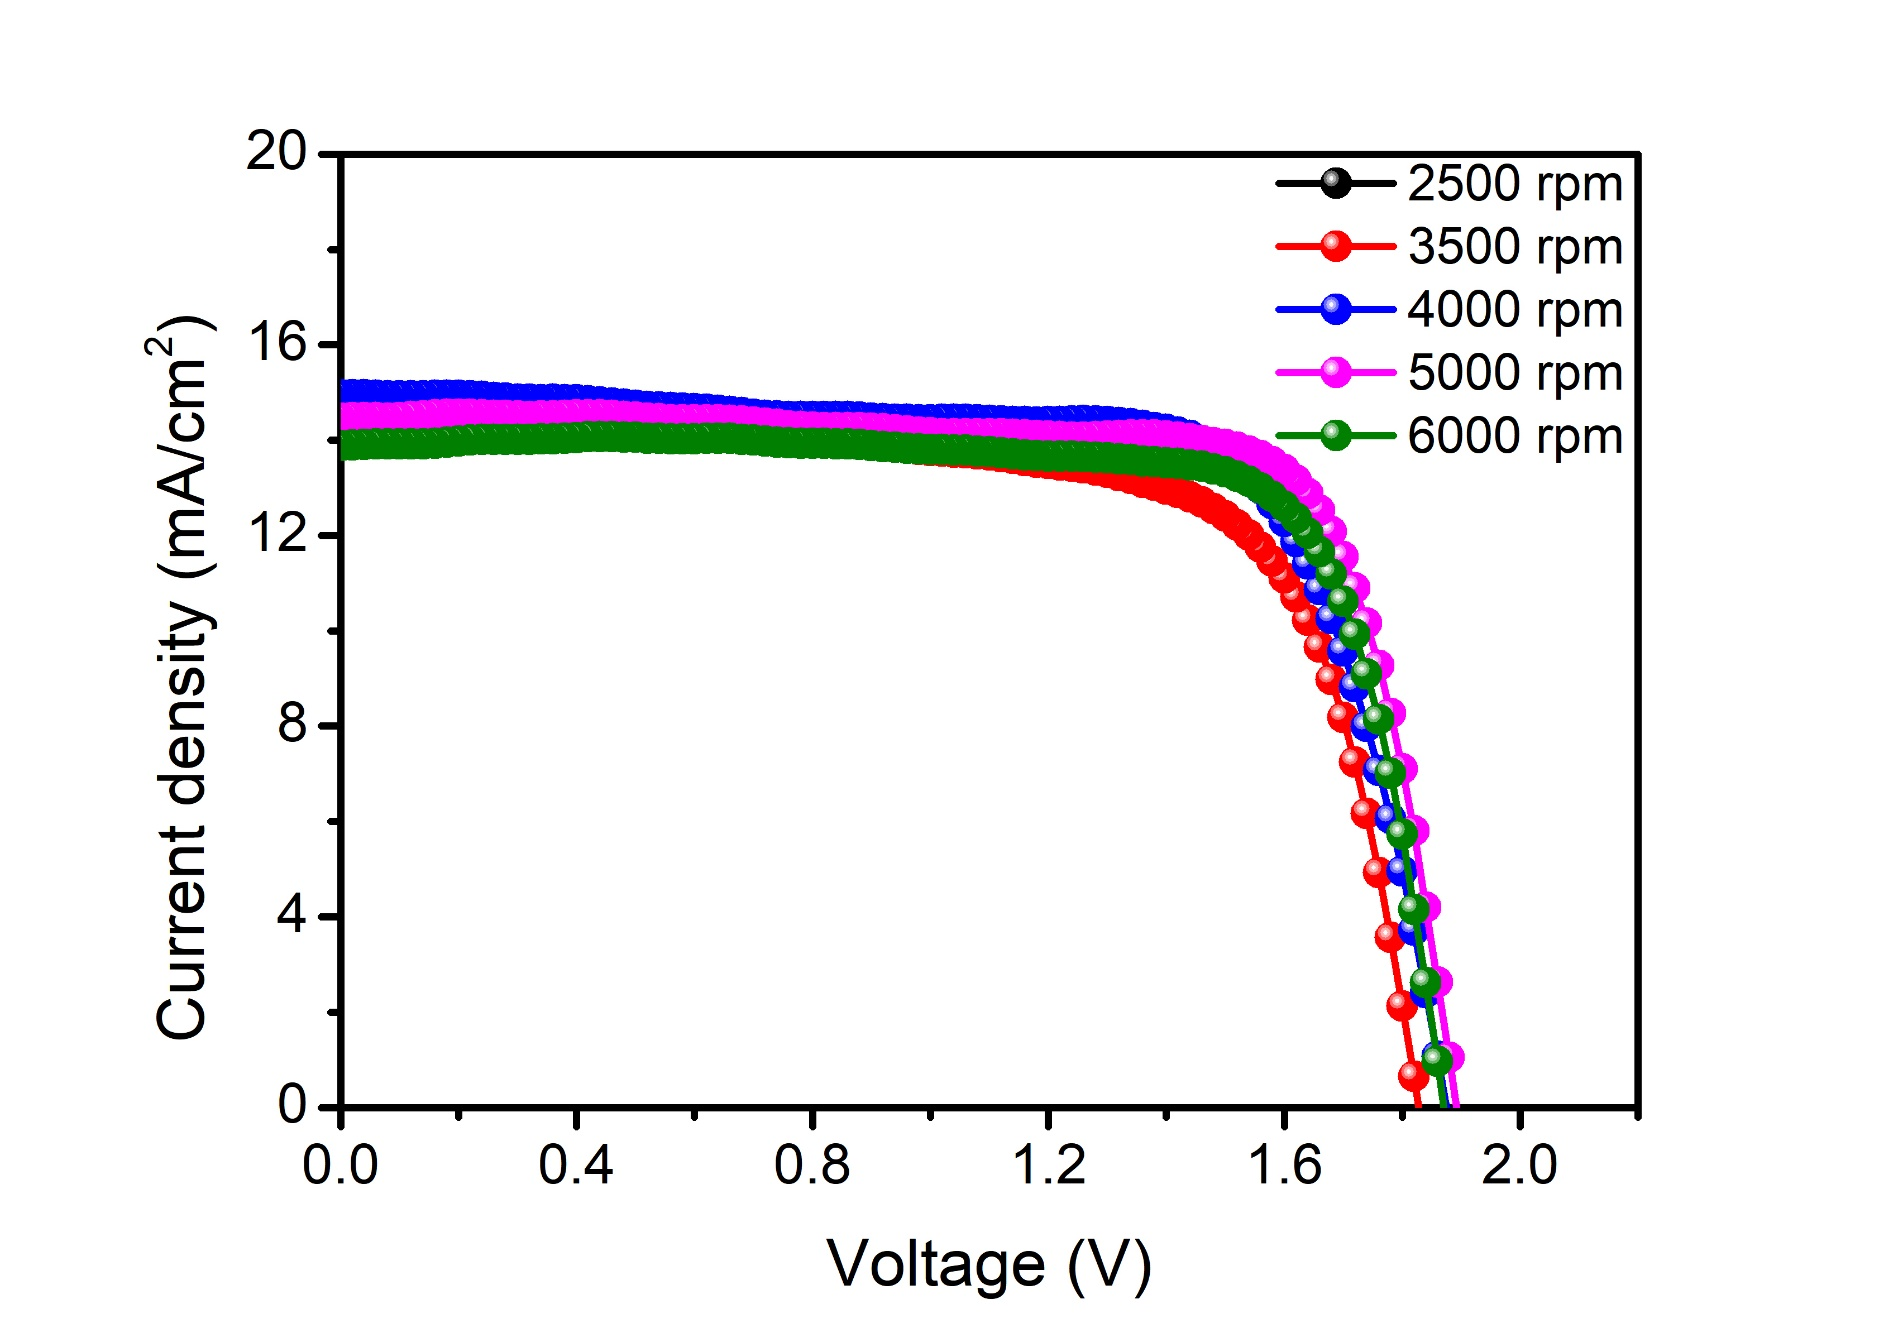 20
16
12
8
4
0
0.0 0.4 0.8 1.2 1.6 2.0
Current density (mA/cm²)
Voltage (V)
2500 rpm
3500 rpm
4000 rpm
5000 rpm
6000 rpm